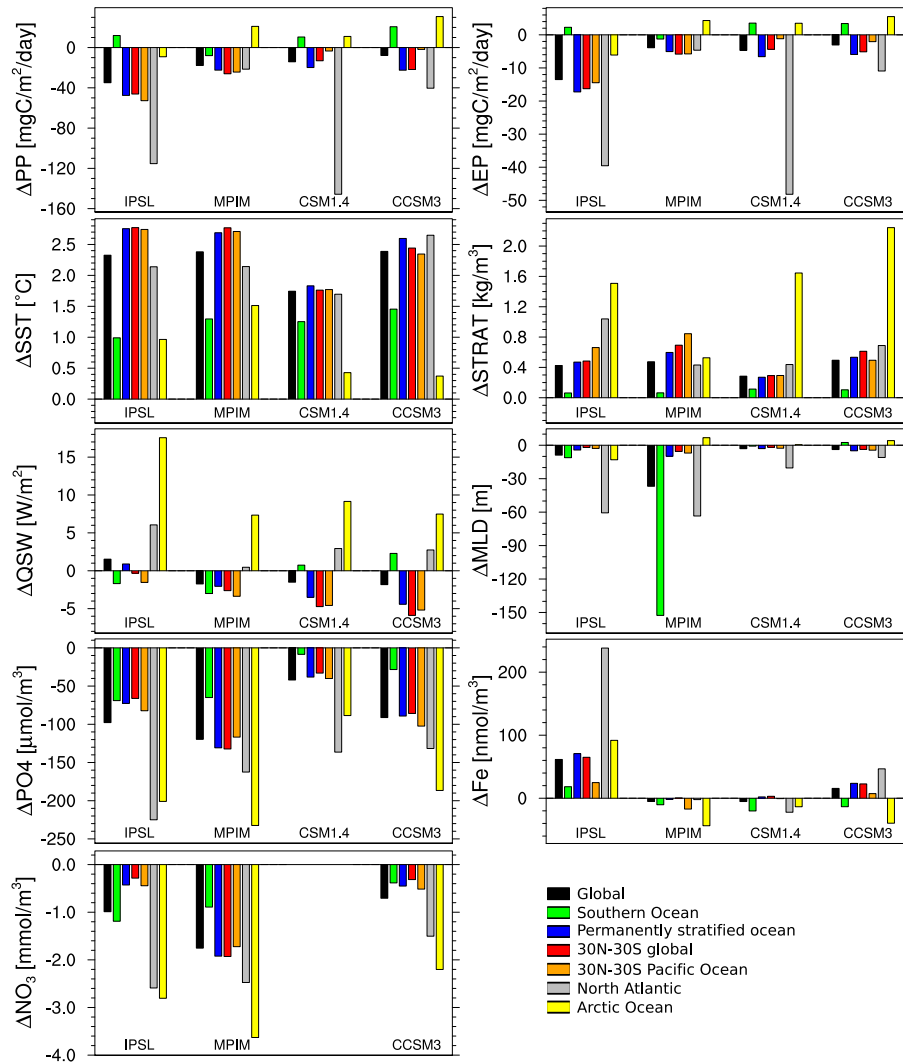 ΔPP [mgC/m²/day]
0
-40
-80
-120
-160
IPSL MPIM CSM1.4 CCSM3
ΔEP [mgC/m²/day]
10
0
-10
-20
-30
-40
-50
IPSL MPIM CSM1.4 CCSM3
ΔSST [°C]
2.5
2.0
1.5
1.0
0.5
0.0
IPSL MPIM CSM1.4 CCSM3
ΔSTRAT [kg/m³]
2.0
1.6
1.2
0.8
0.4
0.0
IPSL MPIM CSM1.4 CCSM3
ΔQSW [W/m²]
15
10
5
0
-5
IPSL MPIM CSM1.4 CCSM3
ΔMLD [m]
0
-30
-60
-90
-120
-150
IPSL MPIM CSM1.4 CCSM3
ΔPO4 [μmol/m³]
0
-50
-100
-150
-200
-250
IPSL MPIM CSM1.4 CCSM3
ΔFe [nmol/m³]
200
100
0
IPSL MPIM CSM1.4 CCSM3
ΔNO₃ [mmol/m³]
0.0
-1.0
-2.0
-3.0
-4.0
IPSL MPIM CCSM3
Global
Southern Ocean
Permanently stratified ocean
30N-30S global
30N-30S Pacific Ocean
North Atlantic
Arctic Ocean